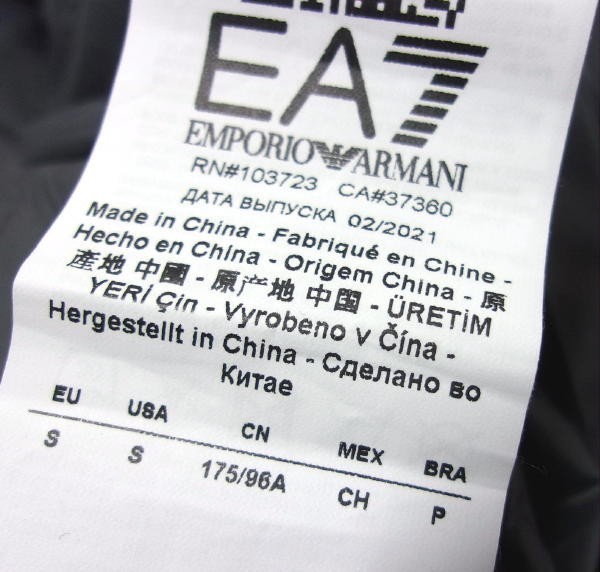 EA7
EMPORIO ARMANI
RN#103723 CA#37360
ДАТА ВЫПУСКА 02/2021
Made in China - Fabriqué en Chine -
Hecho en China - Origem China - 原
產地 中國 - 原产地 中国 - ÜRETİM
YERİ Çin - Vyrobeno v Čína -
Hergestellt in China - Сделано во
Китае
EU USA CN MEX BRA
S S 175/96A CH P